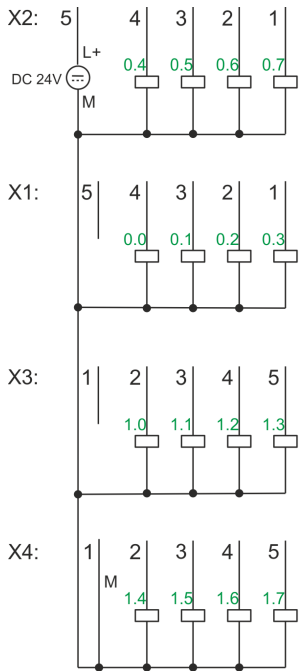 X2: 5 4 3 2 1
L+
0.4 0.5 0.6 0.7
DC 24V
M
X1: 5 4 3 2 1
0.0 0.1 0.2 0.3
X3: 1 2 3 4 5
1.0 1.1 1.2 1.3
X4: 1 2 3 4 5
M
1.4 1.5 1.6 1.7